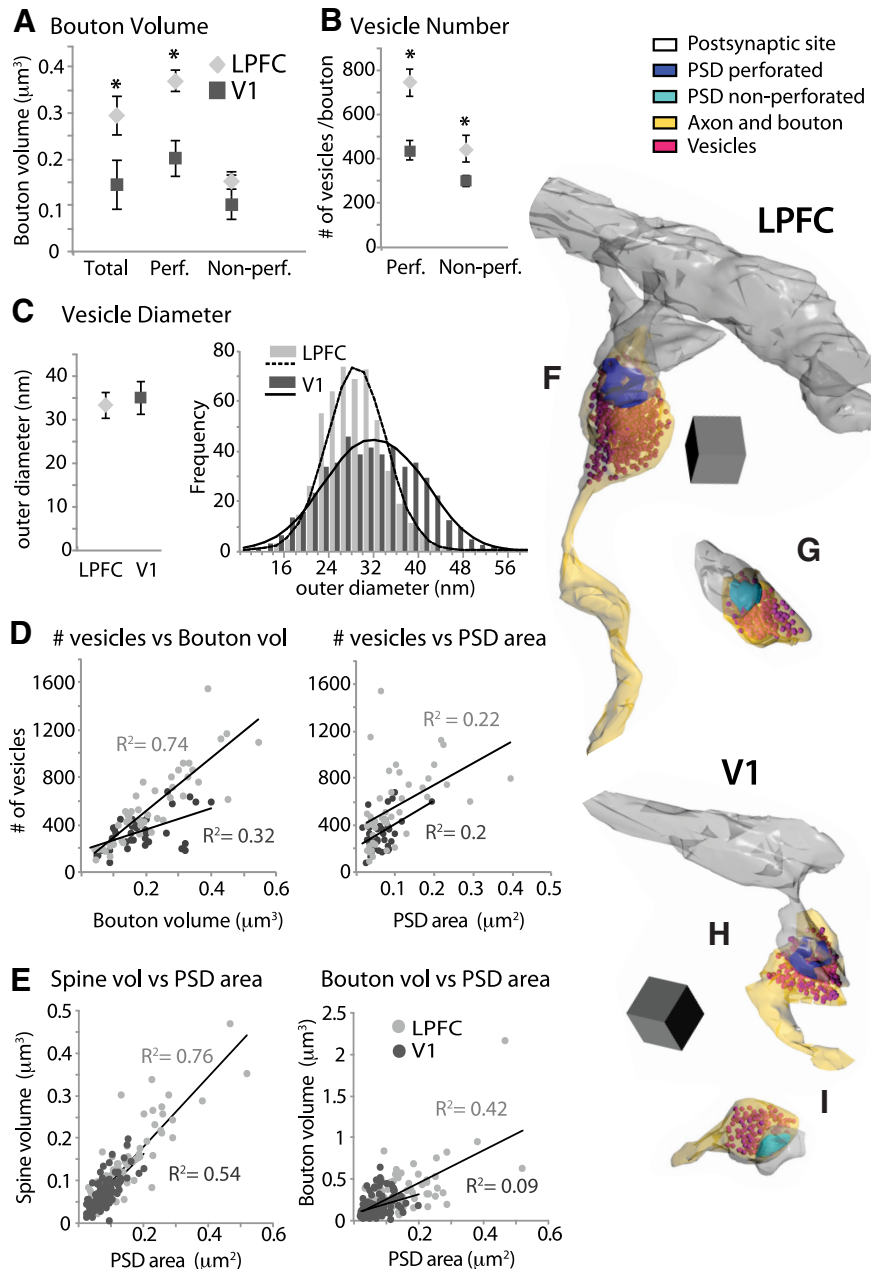 A Bouton Volume
Bouton volume (μm³)
0.4
0.3
0.2
0.1
0
*
*
LPFC
V1
Total Perf. Non-perf.
B Vesicle Number
# of vesicles /bouton
800
600
400
200
0
*
*
Perf. Non-perf.
Postsynaptic site
PSD perforated
PSD non-perforated
Axon and bouton
Vesicles
C Vesicle Diameter
outer diameter (nm)
40
30
20
10
0
LPFC V1
Frequency
80
60
40
20
0
LPFC
V1
16 24 32 40 48 56
outer diameter (nm)
D # vesicles vs Bouton vol
# of vesicles
1600
1200
800
400
0
R² = 0.74
R² = 0.32
0 0.2 0.4 0.6
Bouton volume (μm³)
# vesicles vs PSD area
1600
1200
800
400
0
R² = 0.22
R² = 0.2
0 0.1 0.2 0.3 0.4 0.5
PSD area (μm²)
E Spine vol vs PSD area
Spine volume (μm³)
0.5
0.4
0.3
0.2
0.1
0
R² = 0.76
R² = 0.54
0 0.2 0.4 0.6
PSD area (μm²)
Bouton vol vs PSD area
Bouton volume (μm³)
2.5
2
1.5
1
0.5
0
LPFC
V1
R² = 0.42
R² = 0.09
0 0.2 0.4 0.6
PSD area (μm²)
LPFC
F
G
V1
H
I